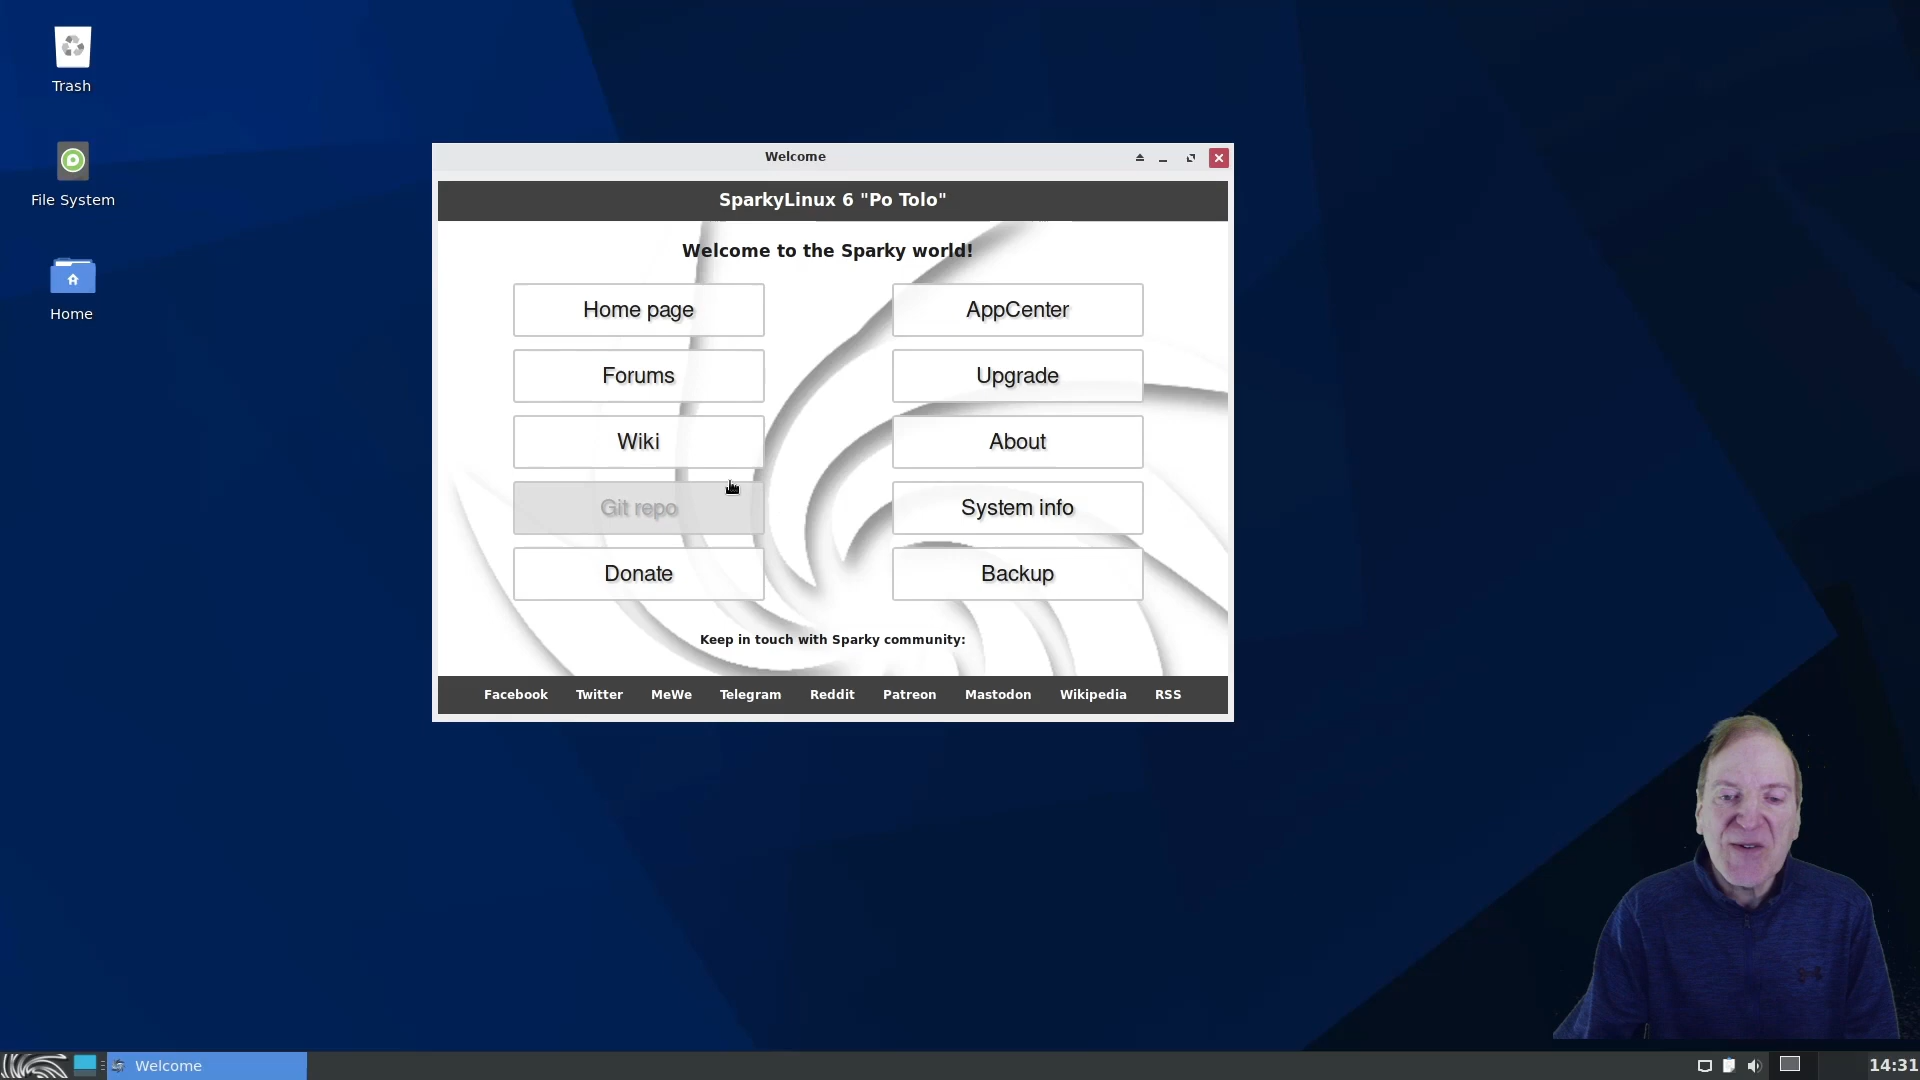 Trash
File System
Home
Welcome
SparkyLinux 6 "Po Tolo"
Welcome to the Sparky world!
Home page
AppCenter
Forums
Upgrade
Wiki
About
Git repo
System info
Donate
Backup
Keep in touch with Sparky community:
Facebook Twitter MeWe Telegram Reddit Patreon Mastodon Wikipedia RSS
Welcome
14:31